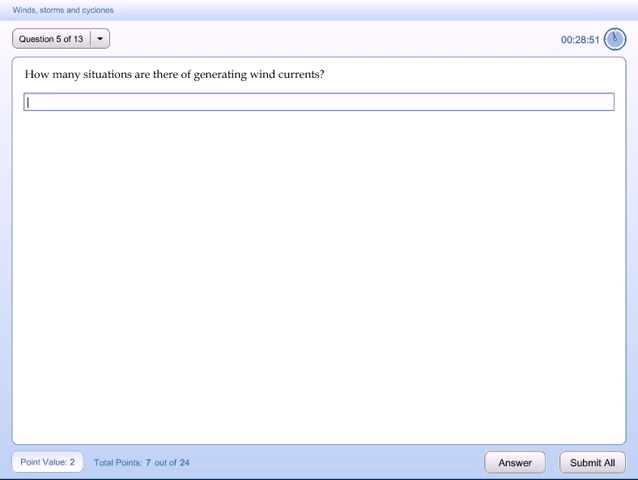 Winds, storms and cyclones
Question 5 of 13
00:28:51
How many situations are there of generating wind currents?
Point Value: 2
Total Points: 7 out of 24
Answer
Submit All